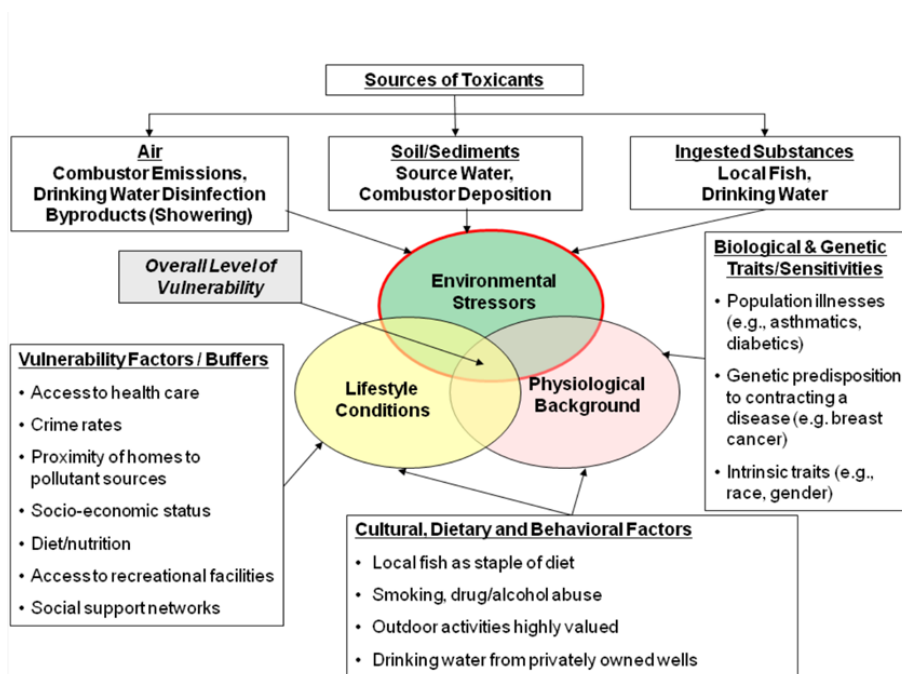 Sources of Toxicants
Air
Combustor Emissions,
Drinking Water Disinfection
Byproducts (Showering)
Soil/Sediments
Source Water,
Combustor Deposition
Ingested Substances
Local Fish,
Drinking Water
Overall Level of
Vulnerability
Environmental
Stressors
Lifestyle
Conditions
Physiological
Background
Biological & Genetic
Traits/Sensitivities
• Population illnesses
(e.g., asthmatics,
diabetics)
• Genetic predisposition
to contracting a
disease (e.g. breast
cancer)
• Intrinsic traits (e.g.,
race, gender)
Vulnerability Factors / Buffers
• Access to health care
• Crime rates
• Proximity of homes to
pollutant sources
• Socio-economic status
• Diet/nutrition
• Access to recreational facilities
• Social support networks
Cultural, Dietary and Behavioral Factors
• Local fish as staple of diet
• Smoking, drug/alcohol abuse
• Outdoor activities highly valued
• Drinking water from privately owned wells